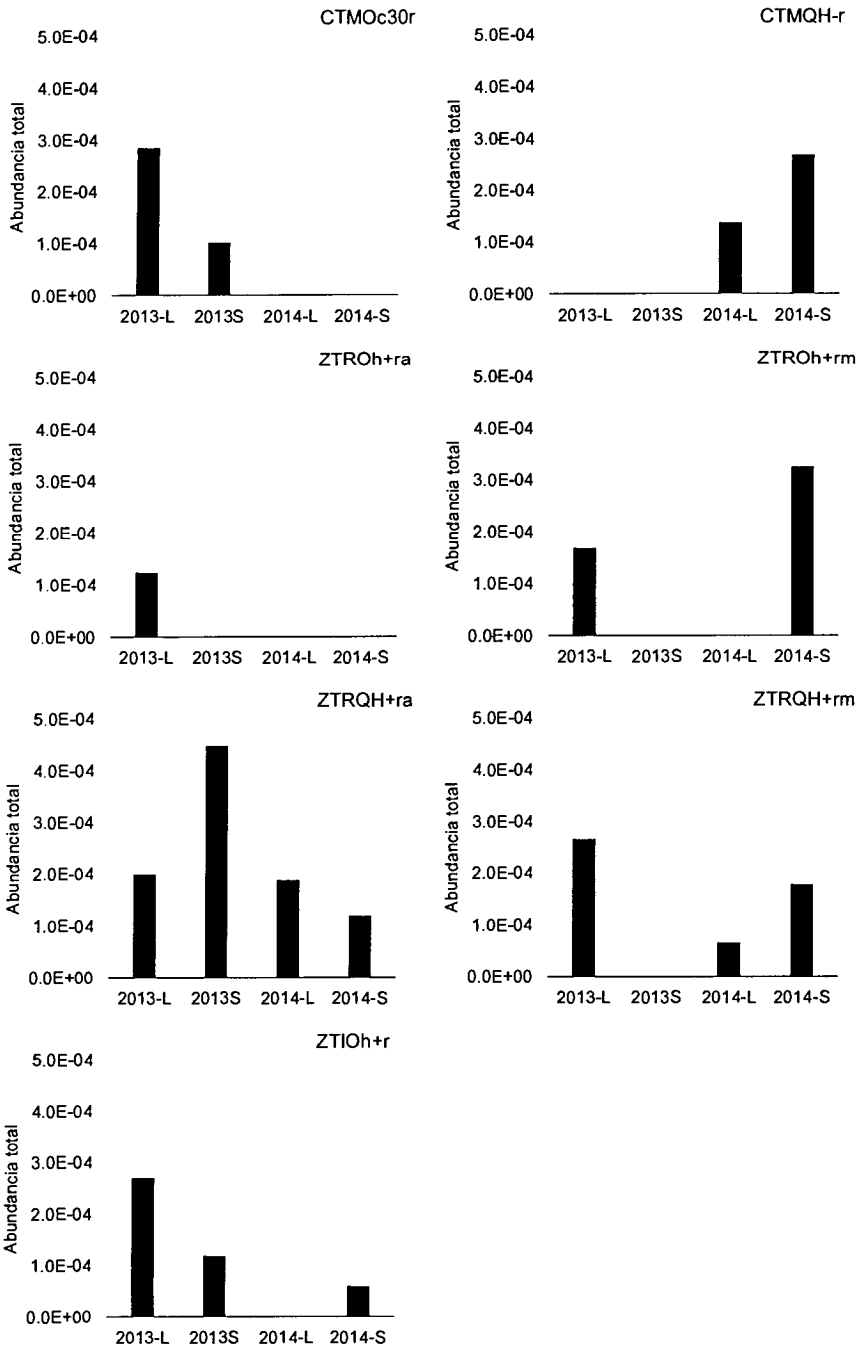 CTMOc30r
Abundancia total
5.0E-04
4.0E-04
3.0E-04
2.0E-04
1.0E-04
0.0E+00
2013-L 2013S 2014-L 2014-S
CTMQH-r
Abundancia total
5.0E-04
4.0E-04
3.0E-04
2.0E-04
1.0E-04
0.0E+00
2013-L 2013S 2014-L 2014-S
ZTROh+ra
Abundancia total
5.0E-04
4.0E-04
3.0E-04
2.0E-04
1.0E-04
0.0E+00
2013-L 2013S 2014-L 2014-S
ZTROh+rm
Abundancia total
5.0E-04
4.0E-04
3.0E-04
2.0E-04
1.0E-04
0.0E+00
2013-L 2013S 2014-L 2014-S
ZTRQH+ra
Abundancia total
5.0E-04
4.0E-04
3.0E-04
2.0E-04
1.0E-04
0.0E+00
2013-L 2013S 2014-L 2014-S
ZTRQH+rm
Abundancia total
5.0E-04
4.0E-04
3.0E-04
2.0E-04
1.0E-04
0.0E+00
2013-L 2013S 2014-L 2014-S
ZTIOh+r
Abundancia total
5.0E-04
4.0E-04
3.0E-04
2.0E-04
1.0E-04
0.0E+00
2013-L 2013S 2014-L 2014-S